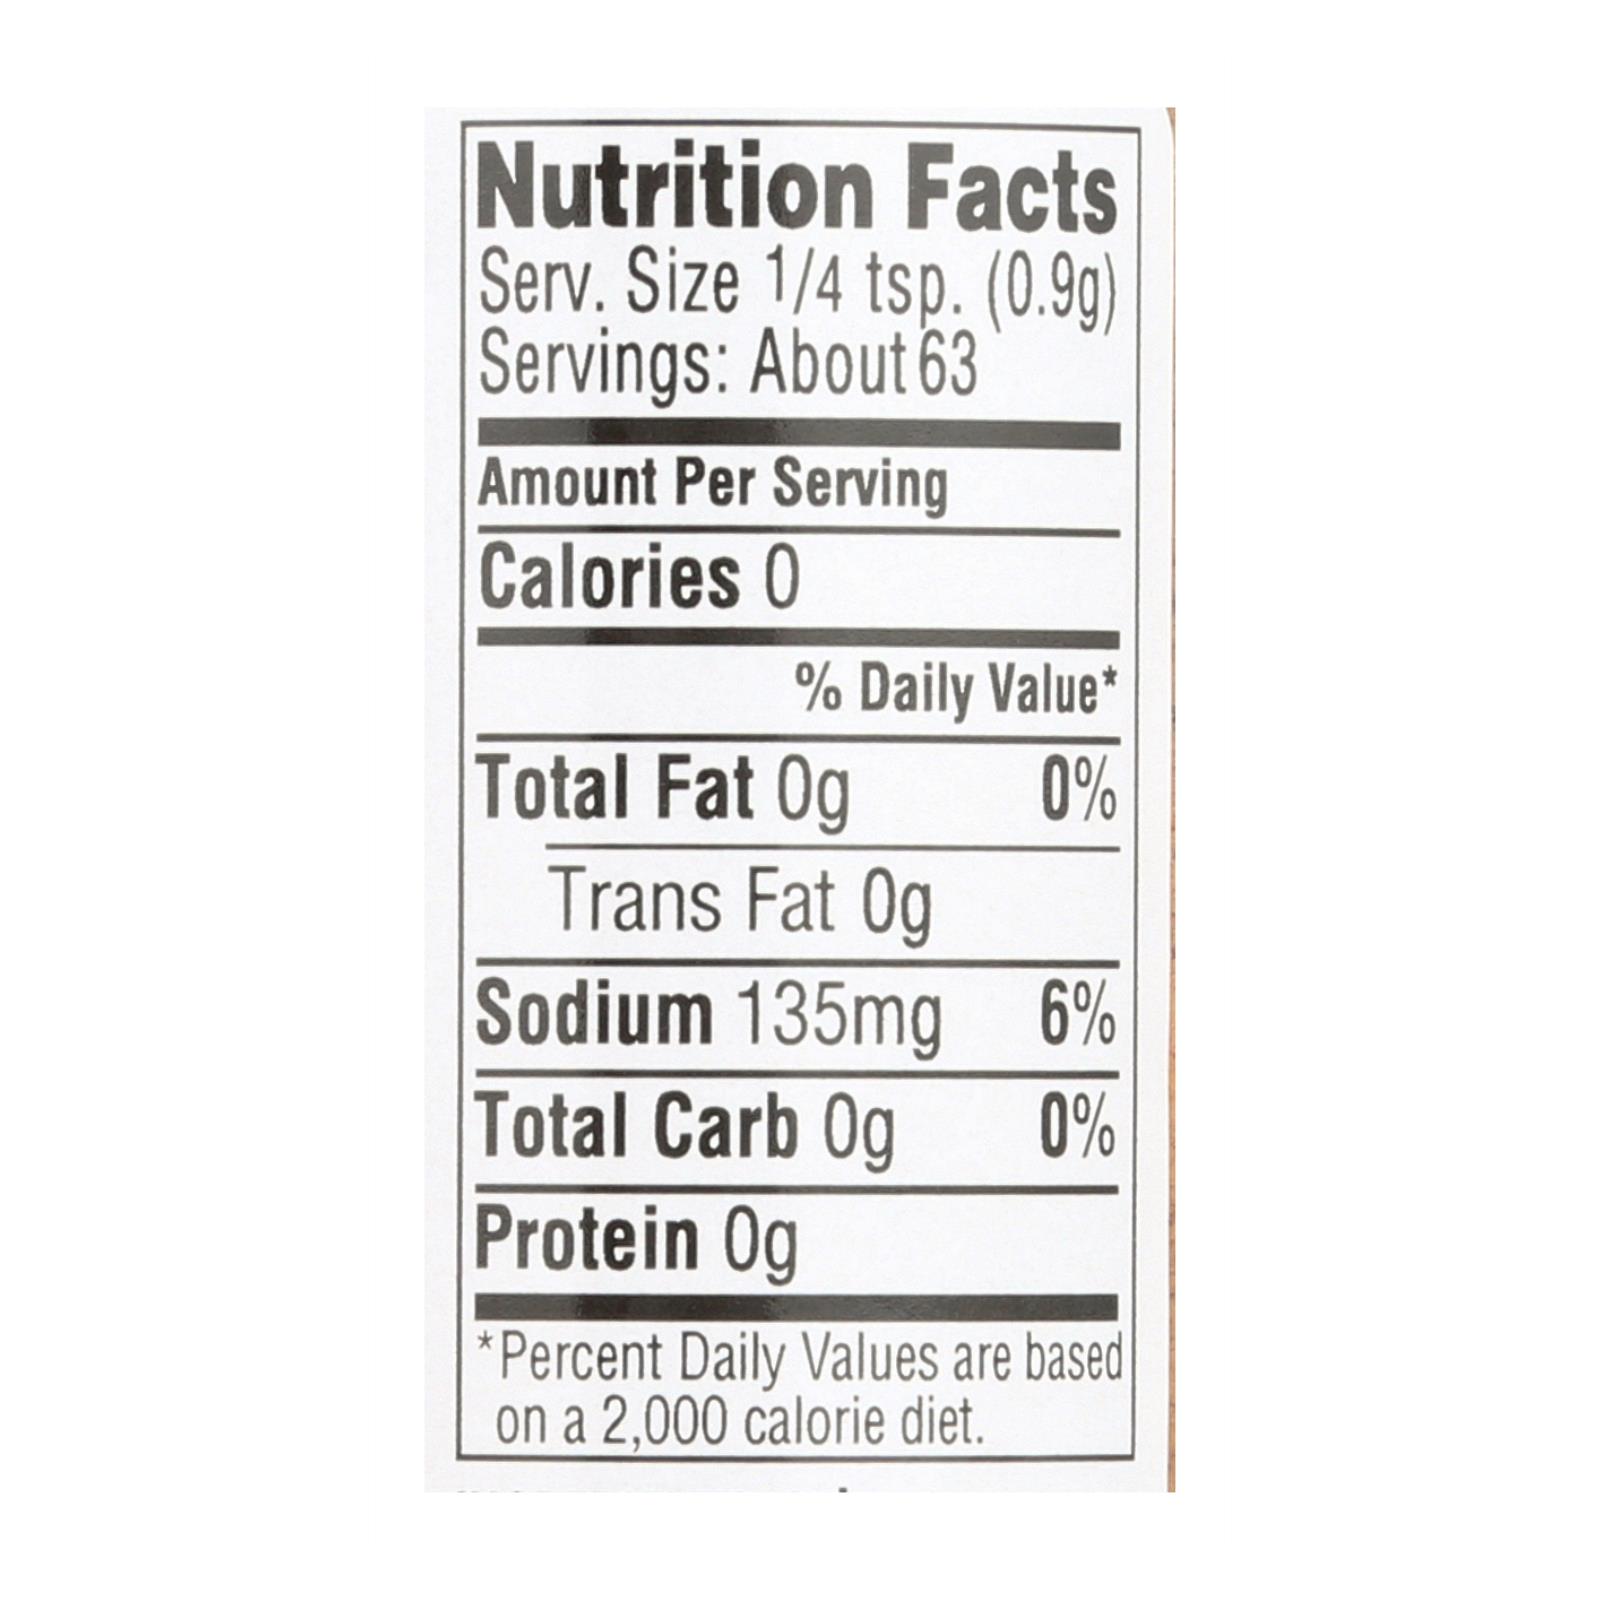 Nutrition Facts
Serv. Size 1/4 tsp. (0.9g)
Servings: About 63
Amount Per Serving
Calories 0
% Daily Value*
Total Fat 0g 0%
Trans Fat 0g
Sodium 135mg 6%
Total Carb 0g 0%
Protein 0g
*Percent Daily Values are based
on a 2,000 calorie diet.